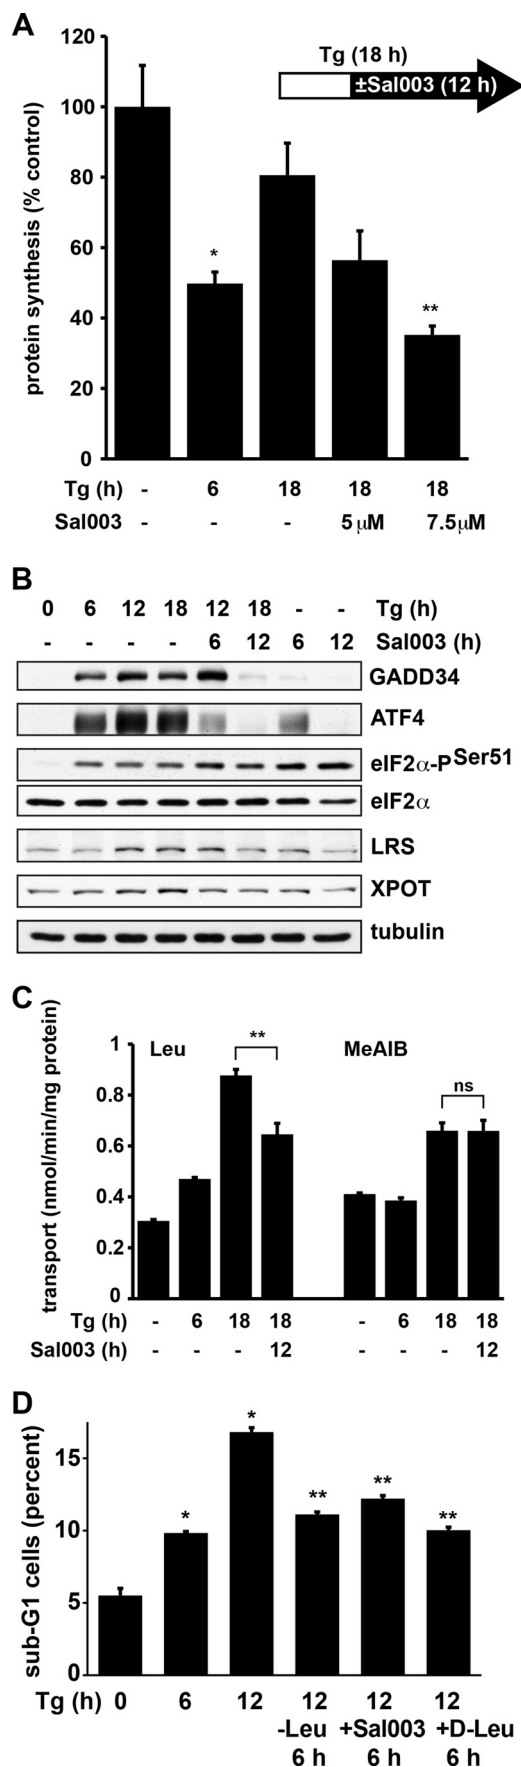 A
120
Tg (18 h)
±Sal003 (12 h)
100
80
60
40
20
0
protein synthesis (% control)
*
**
Tg (h) - 6 18 18 18
Sal003 - - - 5 μM 7.5μM
B
0 6 12 18 12 18 - - Tg (h)
- - - - 6 12 6 12 Sal003 (h)
GADD34
ATF4
eIF2α-PSer51
eIF2α
LRS
XPOT
tubulin
C
transport (nmol/min/mg protein)
1
0.8
0.6
0.4
0.2
0
Leu
**
MeAIB
ns
Tg (h) - 6 18 18 - 6 18 18
Sal003 (h) - - - 12 - - - 12
D
sub-G1 cells (percent)
15
10
5
0
*
*
**
**
**
Tg (h) 0 6 12 12 12 12
-Leu +Sal003 +D-Leu
6 h 6 h 6 h